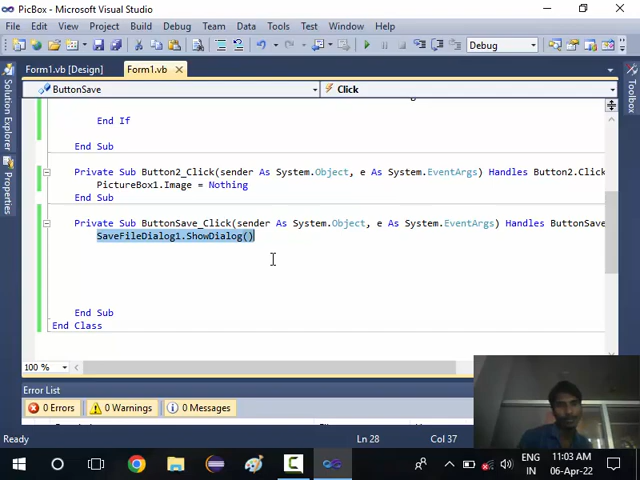 PicBox - Microsoft Visual Studio
File Edit View Project Build Debug Team Data Tools Test Window Help
Debug
Form1.vb [Design] Form1.vb
ButtonSave Click
Solution Explorer
Properties
Toolbox
End If
End Sub
Private Sub Button2_Click(sender As System.Object, e As System.EventArgs) Handles Button2.Click
PictureBox1.Image = Nothing
End Sub
Private Sub ButtonSave_Click(sender As System.Object, e As System.EventArgs) Handles ButtonSave
SaveFileDialog1.ShowDialog()
End Sub
End Class
100 %
Error List
0 Errors 0 Warnings 0 Messages
Ready Ln 28 Col 37
ENG 11:03 AM
IN 06-Apr-22